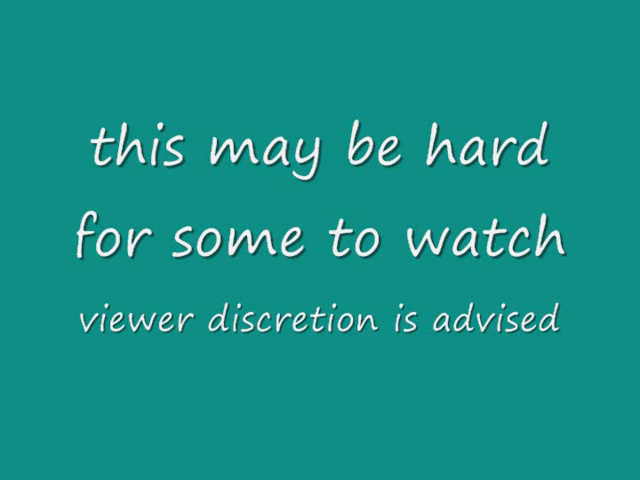 this may be hard
for some to watch
viewer discretion is advised